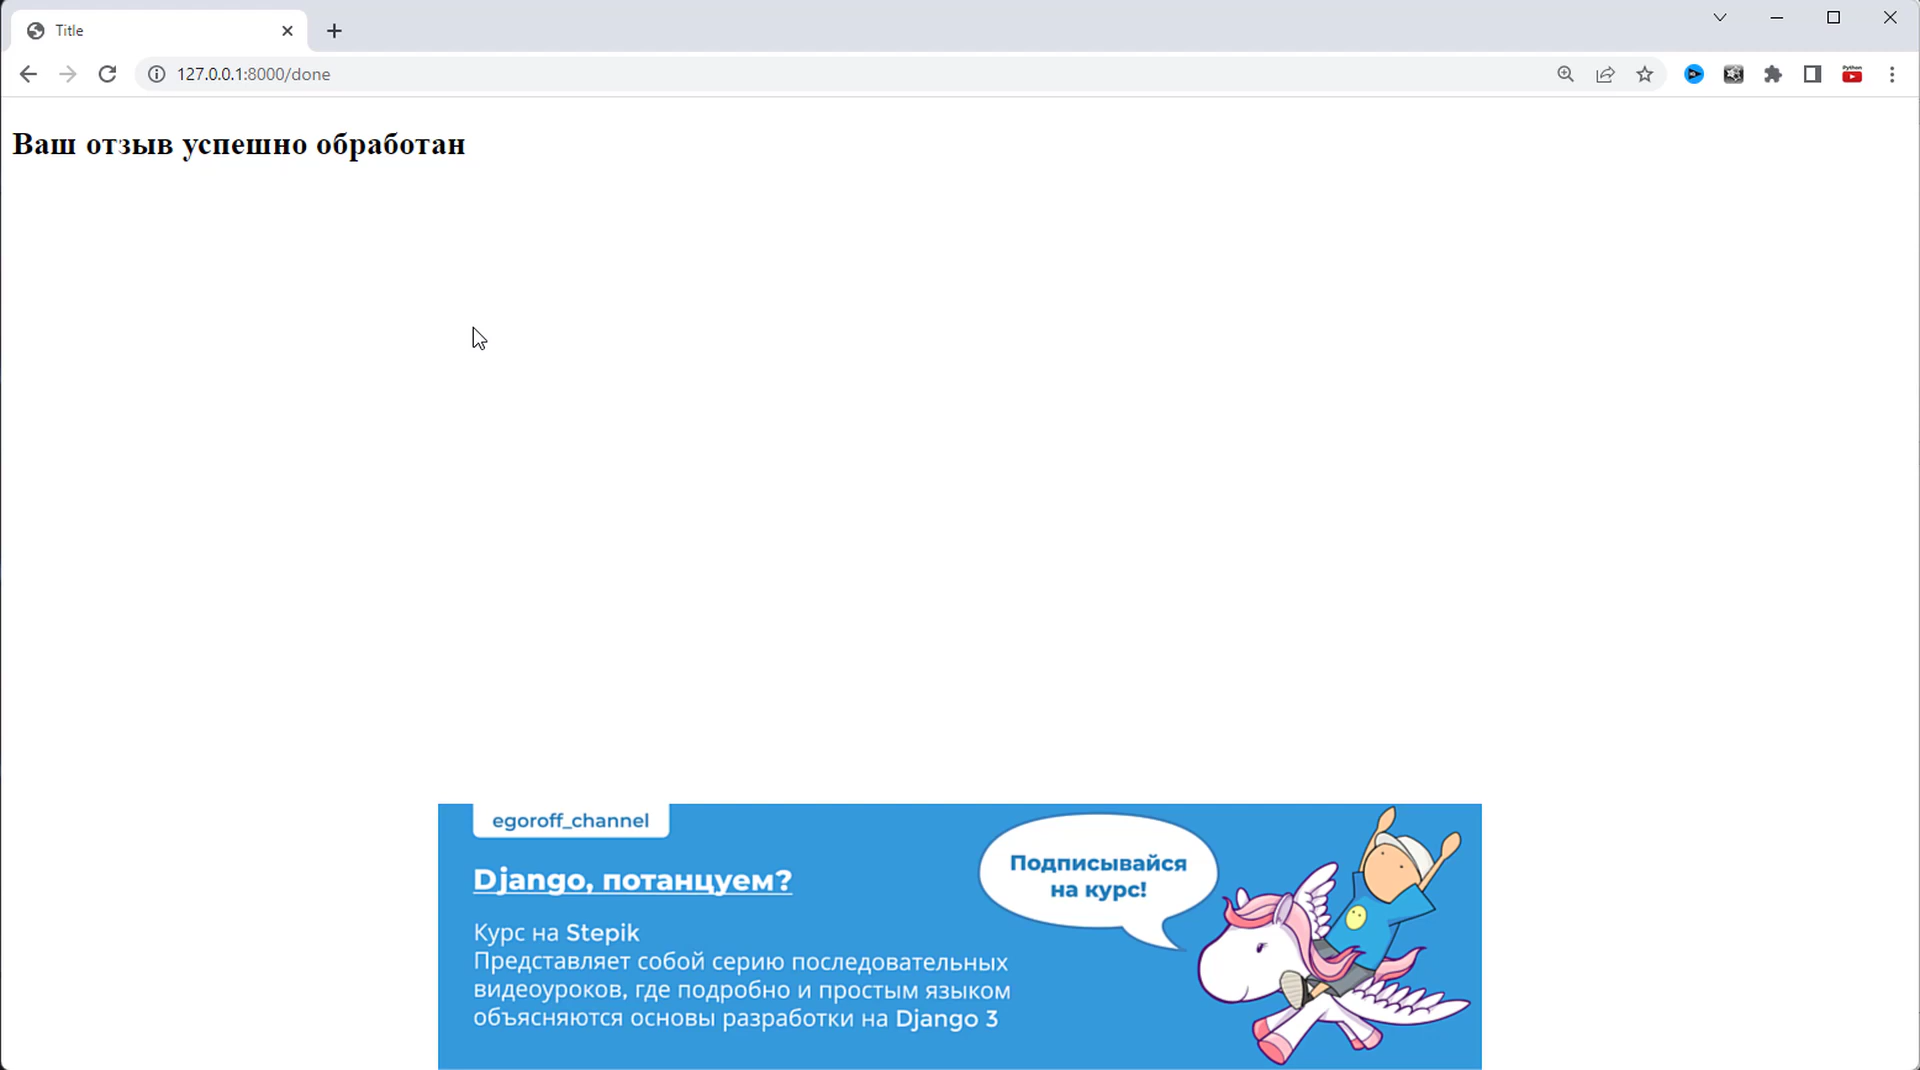 Title
127.0.0.1:8000/done
Python
Ваш отзыв успешно обработан
egoroff_channel
Django, потанцуем?
Курс на Stepik
Представляет собой серию последовательных
видеоуроков, где подробно и простым языком
объясняются основы разработки на Django 3
Подписывайся
на курс!